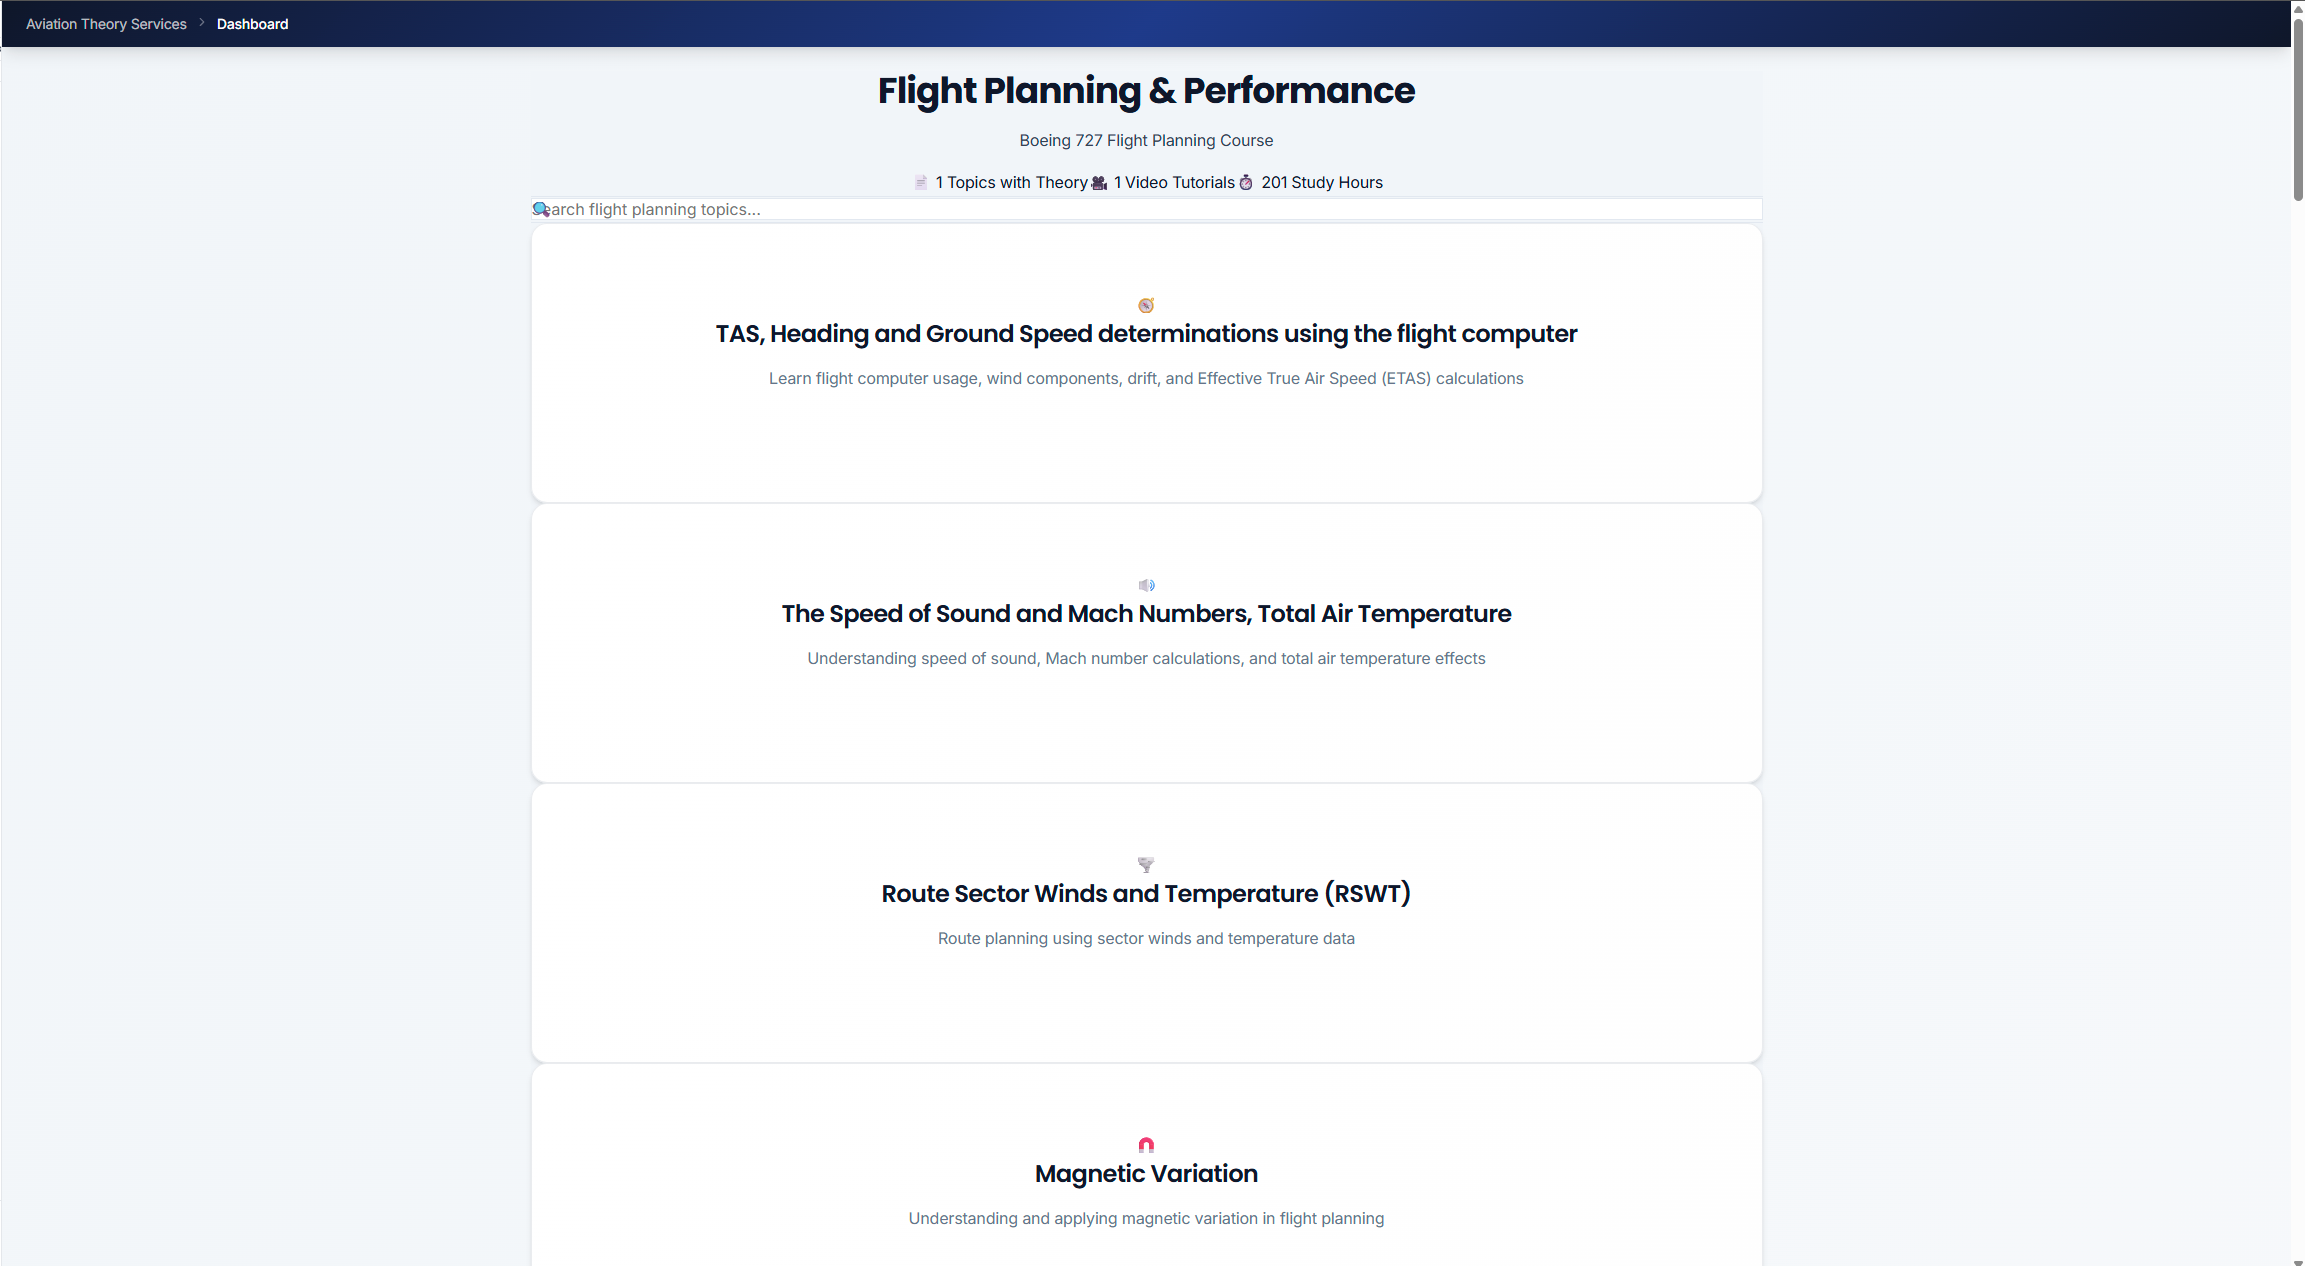 Aviation Theory Services > Dashboard
Flight Planning & Performance
Boeing 727 Flight Planning Course
1 Topics with Theory 1 Video Tutorials 201 Study Hours
Search flight planning topics...
TAS, Heading and Ground Speed determinations using the flight computer
Learn flight computer usage, wind components, drift, and Effective True Air Speed (ETAS) calculations
The Speed of Sound and Mach Numbers, Total Air Temperature
Understanding speed of sound, Mach number calculations, and total air temperature effects
Route Sector Winds and Temperature (RSWT)
Route planning using sector winds and temperature data
Magnetic Variation
Understanding and applying magnetic variation in flight planning